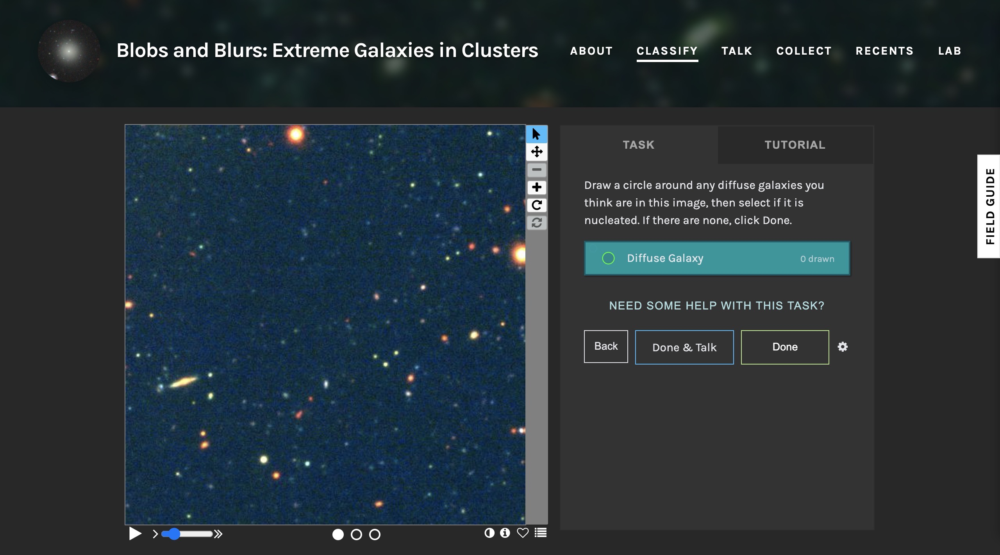 Blobs and Blurs: Extreme Galaxies in Clusters
ABOUT CLASSIFY TALK COLLECT RECENTS LAB
TASK TUTORIAL
Draw a circle around any diffuse galaxies you
think are in this image, then select if it is
nucleated. If there are none, click Done.
Diffuse Galaxy 0 drawn
NEED SOME HELP WITH THIS TASK?
Back Done & Talk Done
FIELD GUIDE